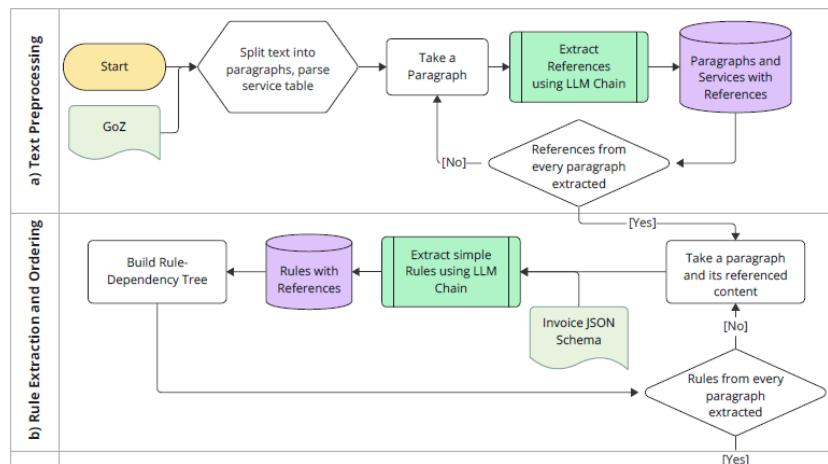 a) Text Preprocessing
Start
GoZ
Split text into
paragraphs, parse
service table
Take a
Paragraph
Extract
References
using LLM Chain
Paragraphs and
Services with
References
References from
every paragraph
extracted
[No]
[Yes]
b) Rule Extraction and Ordering
Build Rule-
Dependency Tree
Rules with
References
Extract simple
Rules using LLM
Chain
Take a paragraph
and its referenced
content
Invoice JSON
Schema
[No]
Rules from every
paragraph
extracted
[Yes]